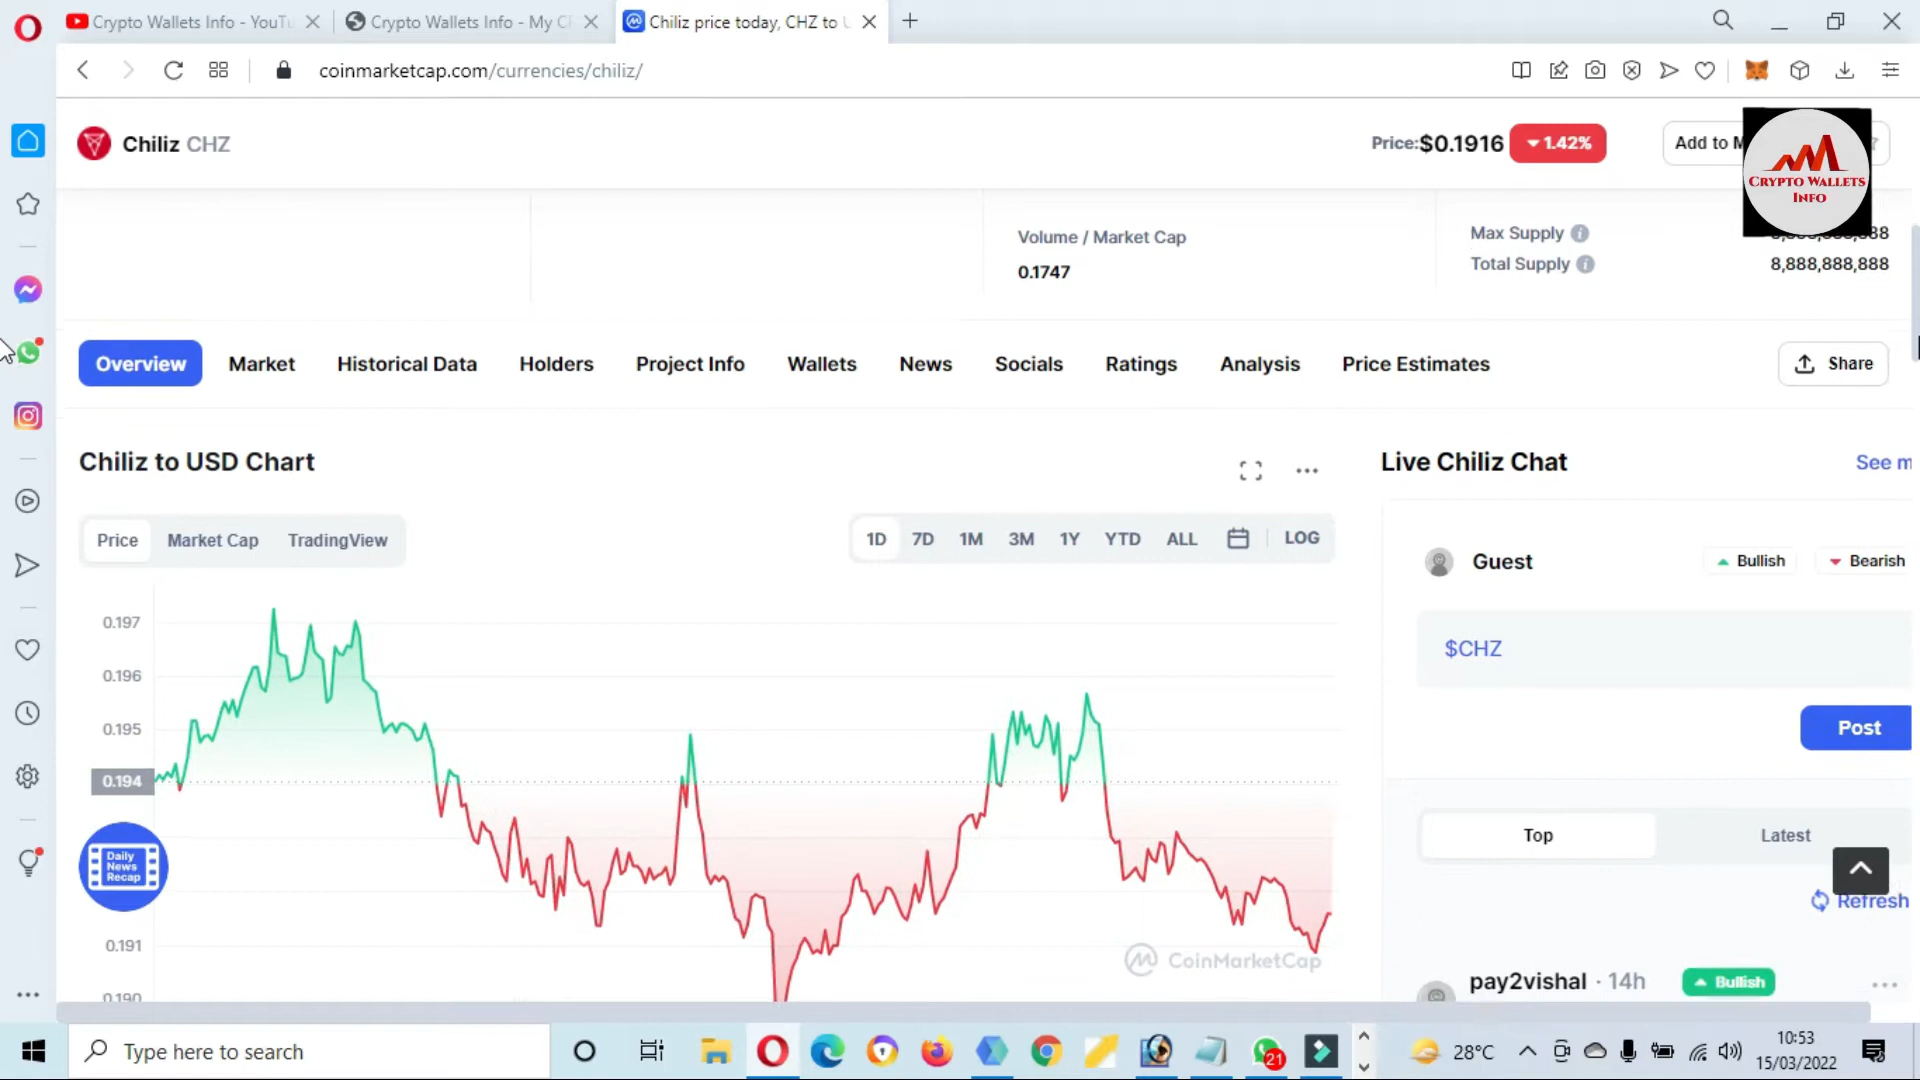 Crypto Wallets Info - YouTu
Crypto Wallets Info - My C
Chiliz price today, CHZ to U
coinmarketcap.com/currencies/chiliz/
Chiliz CHZ
Price: $0.1916
1.42%
Add to M
CRYPTO WALLETS
INFO
Volume / Market Cap
0.1747
Max Supply
Total Supply
8,888,888,888
Overview
Market
Historical Data
Holders
Project Info
Wallets
News
Socials
Ratings
Analysis
Price Estimates
Share
Chiliz to USD Chart
Live Chiliz Chat
See m
Price
Market Cap
TradingView
1D
7D
1M
3M
1Y
YTD
ALL
LOG
Guest
Bullish
Bearish
$CHZ
Post
0.197
0.196
0.195
0.194
0.191
0.190
Daily
News
Recap
CoinMarketCap
Top
Latest
Refresh
pay2vishal · 14h
Bullish
Type here to search
21
28°C
10:53
15/03/2022